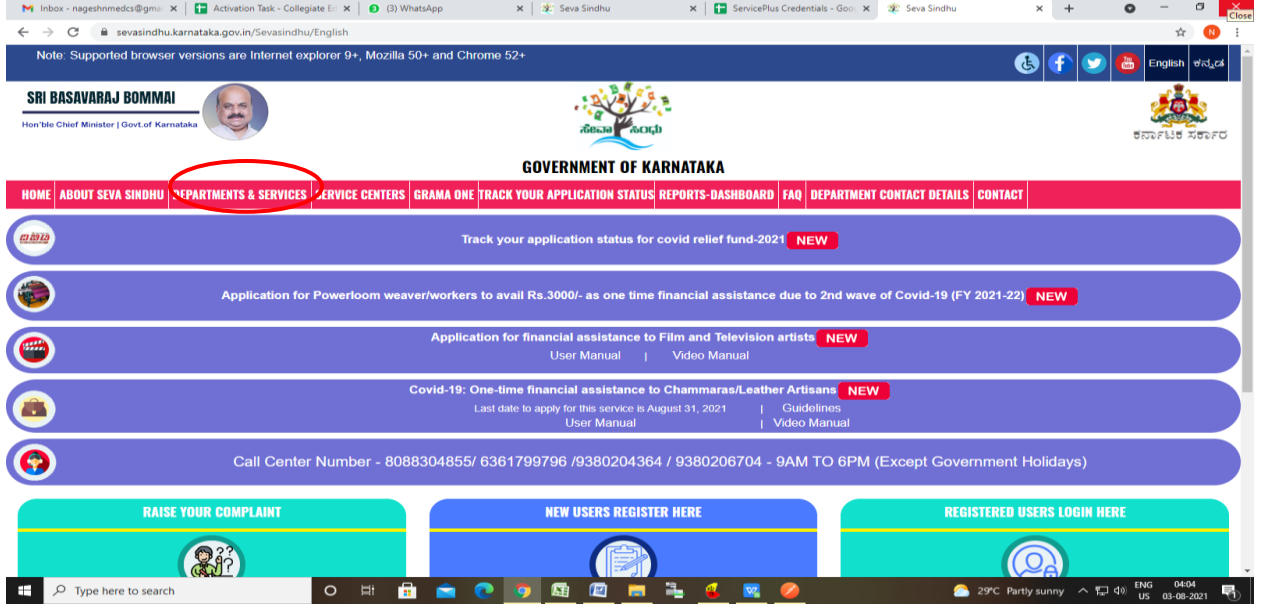 Inbox - nageshnmedcs@gmai
Activation Task - Collegiate Ed
(3) WhatsApp
Seva Sindhu
ServicePlus Credentials - Goo
Seva Sindhu
Close
sevasindhu.karnataka.gov.in/Sevasindhu/English
N
Note: Supported browser versions are Internet explorer 9+, Mozilla 50+ and Chrome 52+
English ಕನ್ನಡ
SRI BASAVARAJ BOMMAI
Hon'ble Chief Minister | Govt.of Karnataka
ಸೇವಾ ಸಿಂಧು
ಕರ್ನಾಟಕ ಸರ್ಕಾರ
GOVERNMENT OF KARNATAKA
HOME ABOUT SEVA SINDHU DEPARTMENTS & SERVICES SERVICE CENTERS GRAMA ONE TRACK YOUR APPLICATION STATUS REPORTS-DASHBOARD FAQ DEPARTMENT CONTACT DETAILS CONTACT
Track your application status for covid relief fund-2021 NEW
Application for Powerloom weaver/workers to avail Rs.3000/- as one time financial assistance due to 2nd wave of Covid-19 (FY 2021-22) NEW
Application for financial assistance to Film and Television artists NEW
User Manual | Video Manual
Covid-19: One-time financial assistance to Chammaras/Leather Artisans NEW
Last date to apply for this service is August 31, 2021 | Guidelines
User Manual | Video Manual
Call Center Number - 8088304855/ 6361799796 /9380204364 / 9380206704 - 9AM TO 6PM (Except Government Holidays)
RAISE YOUR COMPLAINT
NEW USERS REGISTER HERE
REGISTERED USERS LOGIN HERE
Type here to search
29°C Partly sunny
ENG
US
04:04
03-08-2021